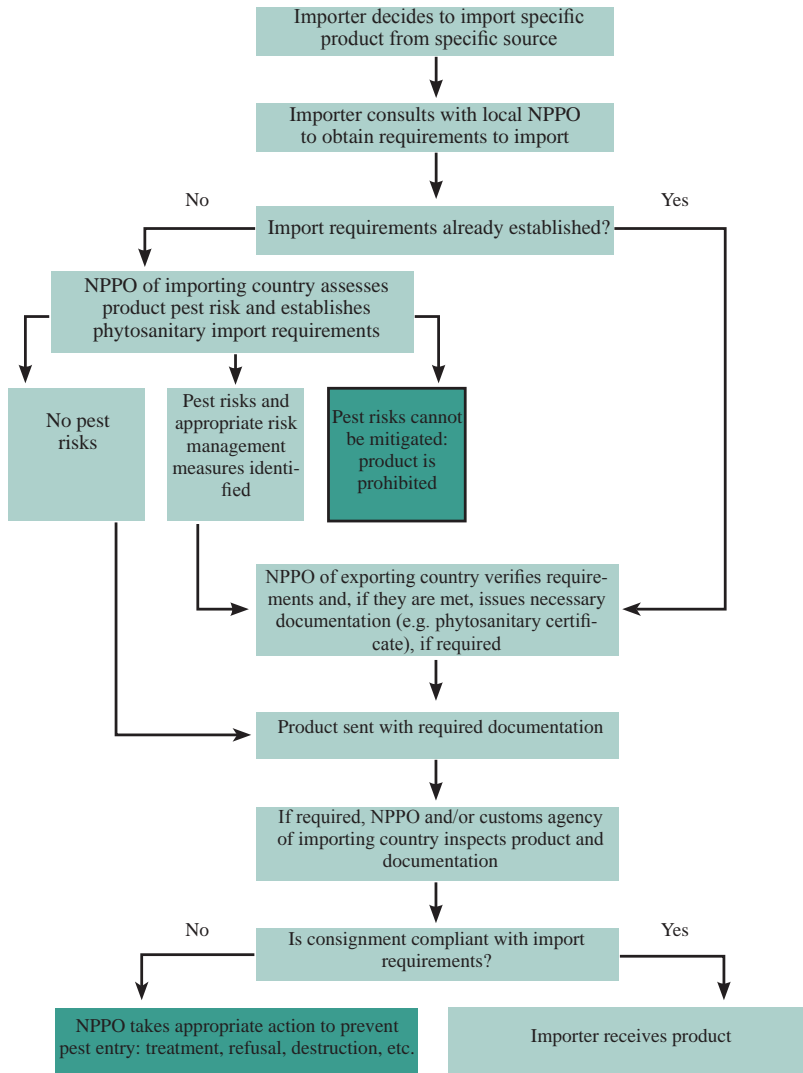 Importer decides to import specific
product from specific source
Importer consults with local NPPO
to obtain requirements to import
No
Yes
Import requirements already established?
NPPO of importing country assesses
product pest risk and establishes
phytosanitary import requirements
No pest
risks
Pest risks and
appropriate risk
management
measures identi-
fied
Pest risks cannot
be mitigated:
product is
prohibited
NPPO of exporting country verifies require-
ments and, if they are met, issues necessary
documentation (e.g. phytosanitary certifi-
cate), if required
Product sent with required documentation
If required, NPPO and/or customs agency
of importing country inspects product and
documentation
No
Yes
Is consignment compliant with import
requirements?
NPPO takes appropriate action to prevent
pest entry: treatment, refusal, destruction, etc.
Importer receives product